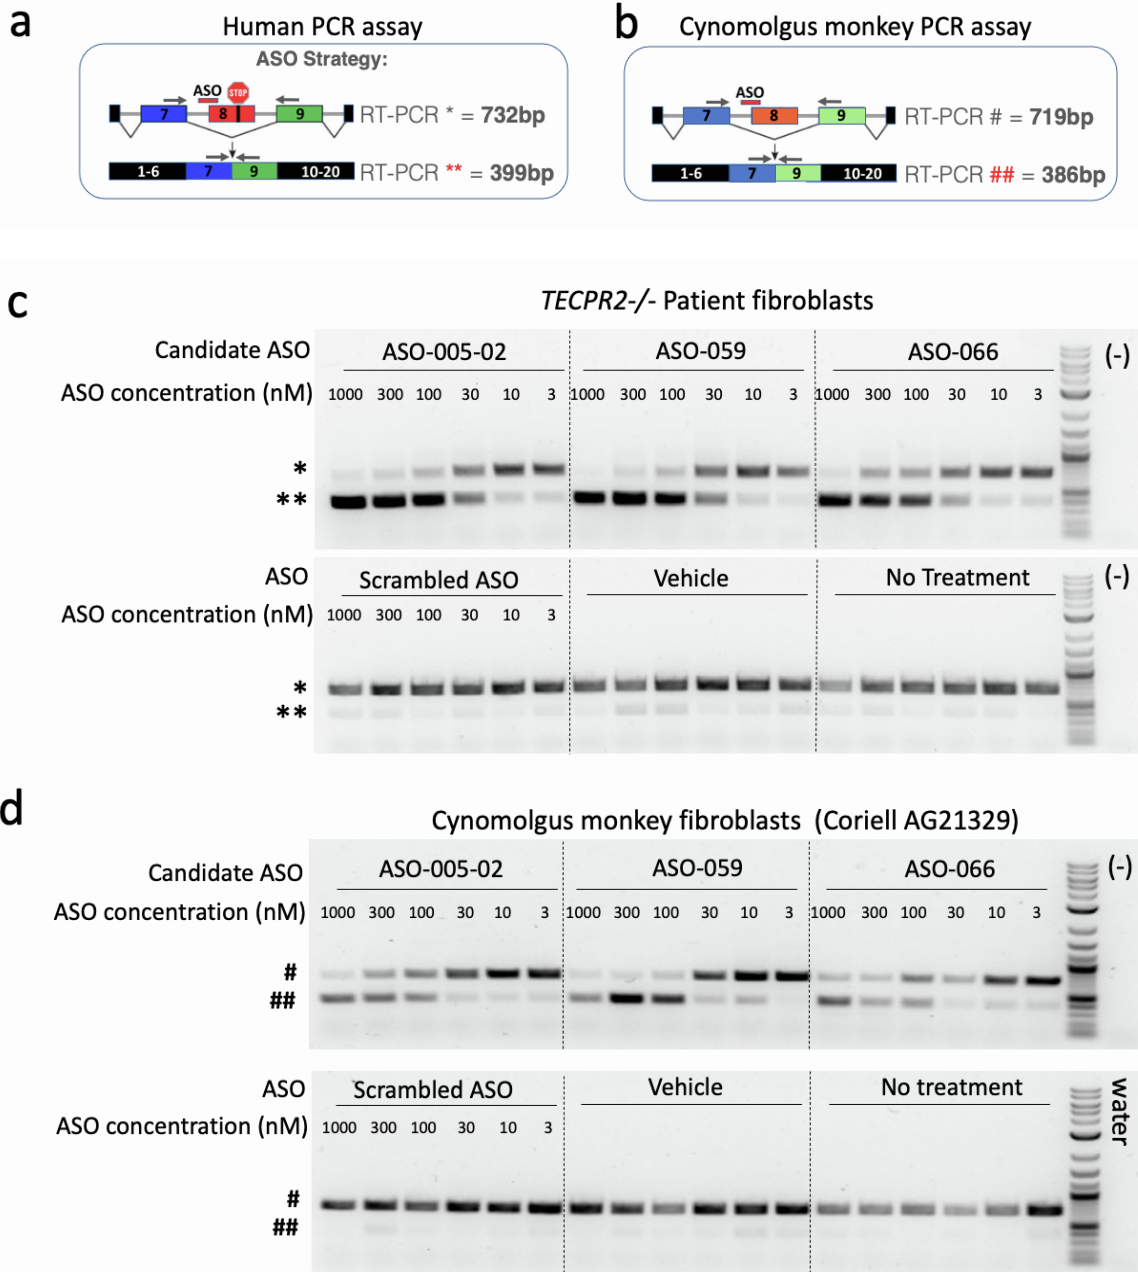 a
Human PCR assay
ASO Strategy:
ASO
STOP
7 8 9
RT-PCR * = 732bp
1-6 7 9 10-20
RT-PCR ** = 399bp
b
Cynomolgus monkey PCR assay
ASO
7 8 9
RT-PCR # = 719bp
1-6 7 9 10-20
RT-PCR ## = 386bp
c
TECPR2-/- Patient fibroblasts
Candidate ASO ASO-005-02 ASO-059 ASO-066 (-)
ASO concentration (nM) 1000 300 100 30 10 3 1000 300 100 30 10 3 1000 300 100 30 10 3
*
**
ASO Scrambled ASO Vehicle No Treatment (-)
ASO concentration (nM) 1000 300 100 30 10 3
*
**
d
Cynomolgus monkey fibroblasts (Coriell AG21329)
Candidate ASO ASO-005-02 ASO-059 ASO-066 (-)
ASO concentration (nM) 1000 300 100 30 10 3 1000 300 100 30 10 3 1000 300 100 30 10 3
#
##
ASO Scrambled ASO Vehicle No treatment water
ASO concentration (nM) 1000 300 100 30 10 3
#
##